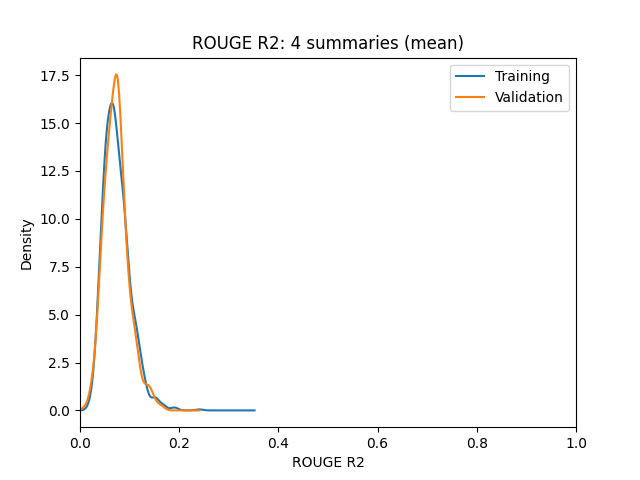 ROUGE R2: 4 summaries (mean)
Training
Validation
17.5
15.0
12.5
10.0
7.5
5.0
2.5
0.0
Density
0.0 0.2 0.4 0.6 0.8 1.0
ROUGE R2